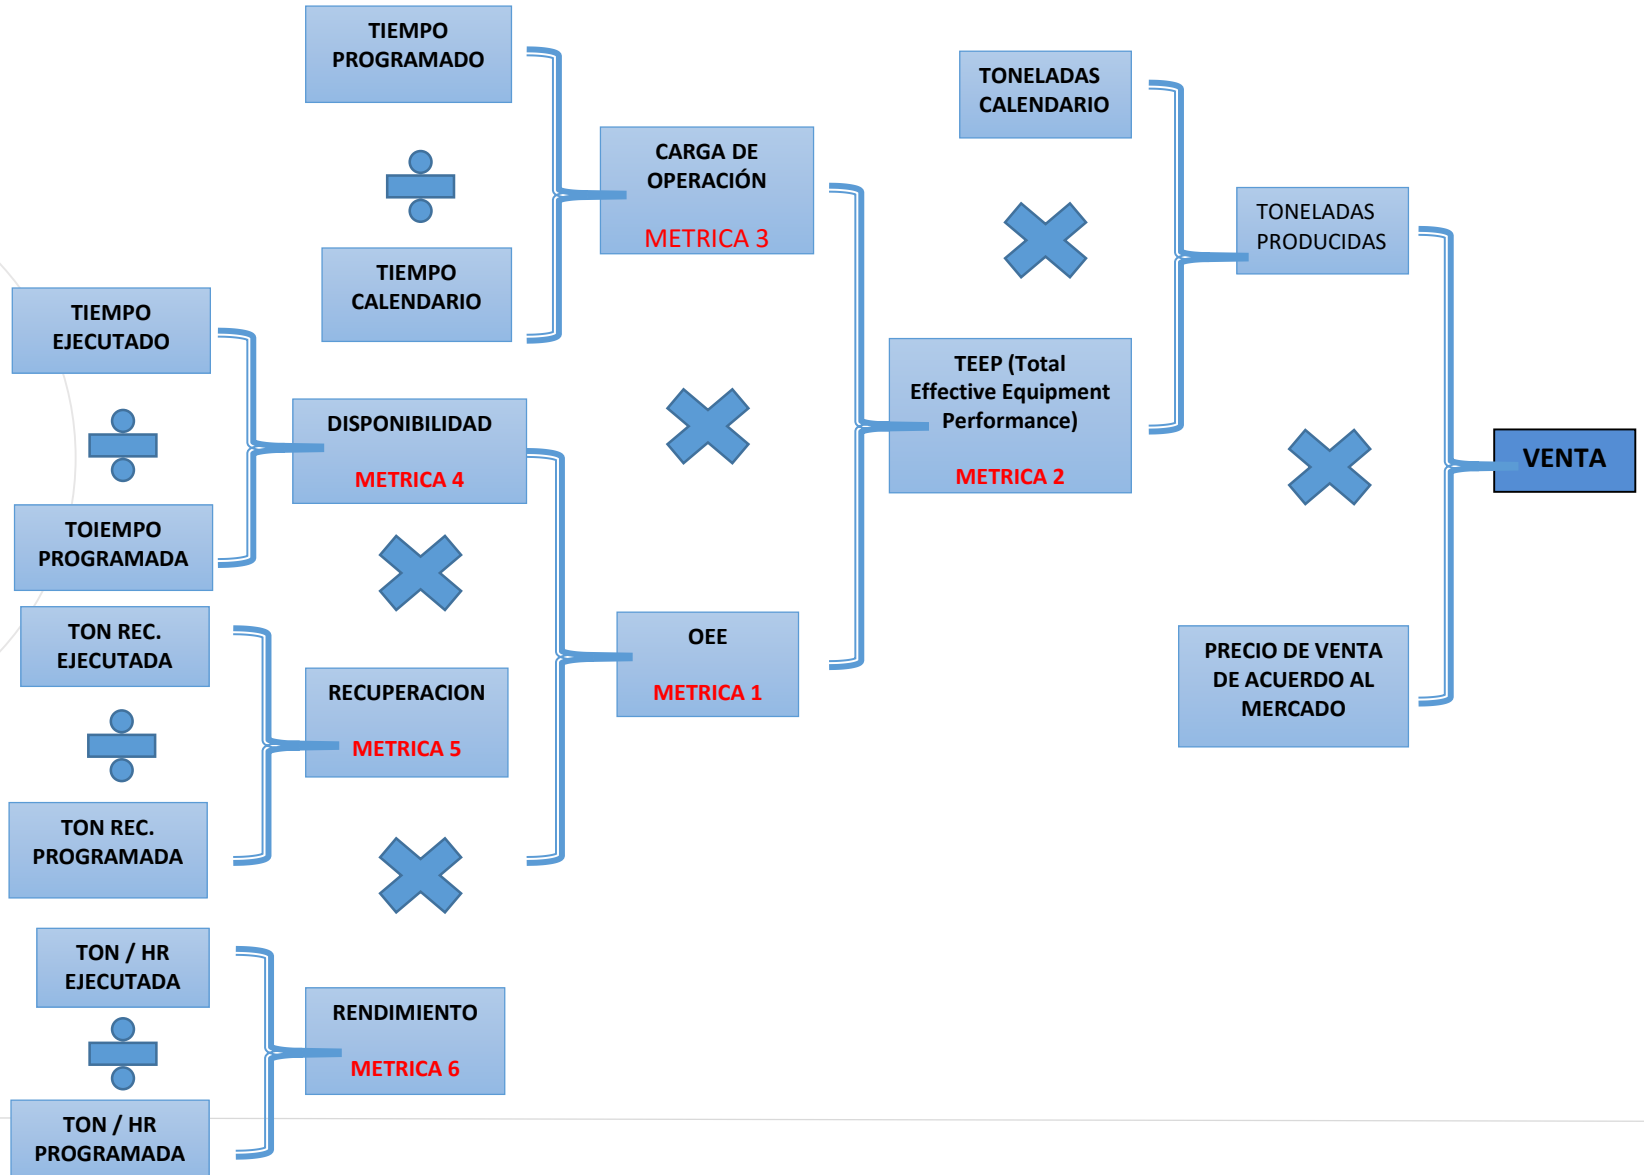 TIEMPO
PROGRAMADO
TIEMPO
CALENDARIO
CARGA DE
OPERACIÓN
METRICA 3
TONELADAS
CALENDARIO
TONELADAS
PRODUCIDAS
TIEMPO
EJECUTADO
TOIEMPO
PROGRAMADA
DISPONIBILIDAD
METRICA 4
TEEP (Total
Effective Equipment
Performance)
METRICA 2
VENTA
TON REC.
EJECUTADA
TON REC.
PROGRAMADA
RECUPERACION
METRICA 5
OEE
METRICA 1
PRECIO DE VENTA
DE ACUERDO AL
MERCADO
TON / HR
EJECUTADA
TON / HR
PROGRAMADA
RENDIMIENTO
METRICA 6